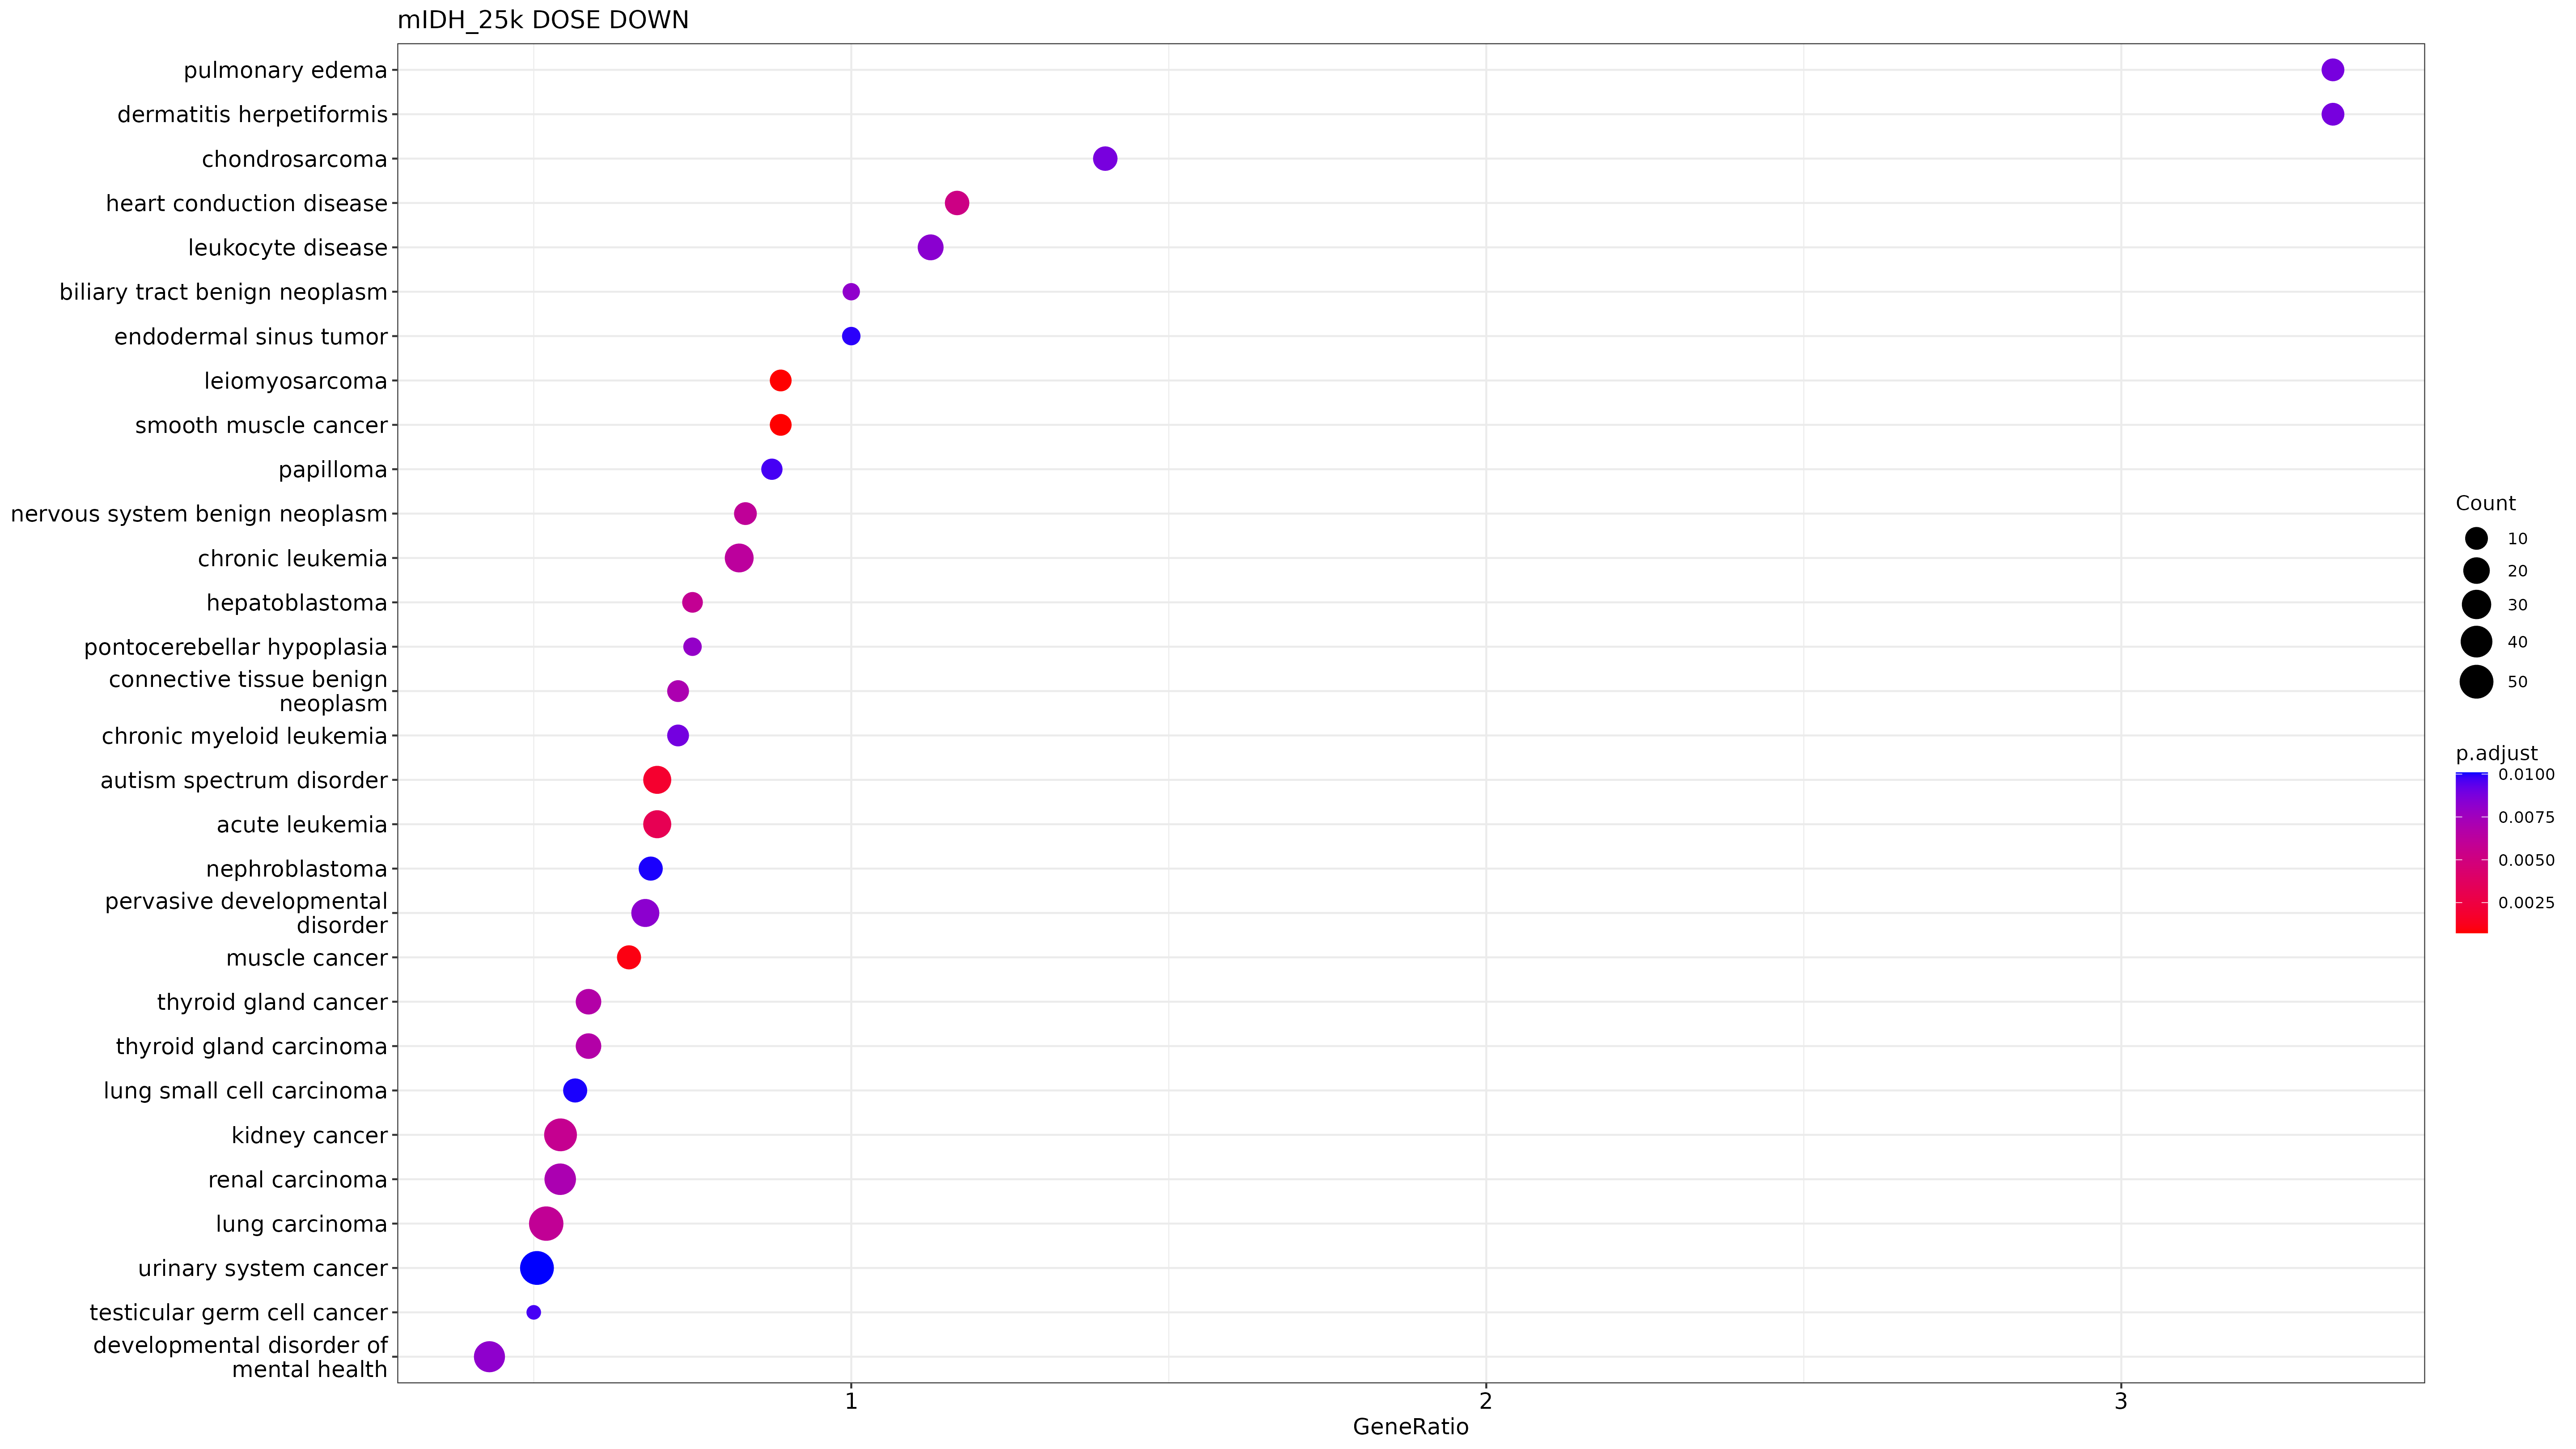 mIDH_25k DOSE DOWN
pulmonary edema
dermatitis herpetiformis
chondrosarcoma
heart conduction disease
leukocyte disease
biliary tract benign neoplasm
endodermal sinus tumor
leiomyosarcoma
smooth muscle cancer
papilloma
nervous system benign neoplasm
chronic leukemia
hepatoblastoma
pontocerebellar hypoplasia
connective tissue benign
neoplasm
chronic myeloid leukemia
autism spectrum disorder
acute leukemia
nephroblastoma
pervasive developmental
disorder
muscle cancer
thyroid gland cancer
thyroid gland carcinoma
lung small cell carcinoma
kidney cancer
renal carcinoma
lung carcinoma
urinary system cancer
testicular germ cell cancer
developmental disorder of
mental health
1 2 3
GeneRatio
Count
10
20
30
40
50
p.adjust
0.0100
0.0075
0.0050
0.0025